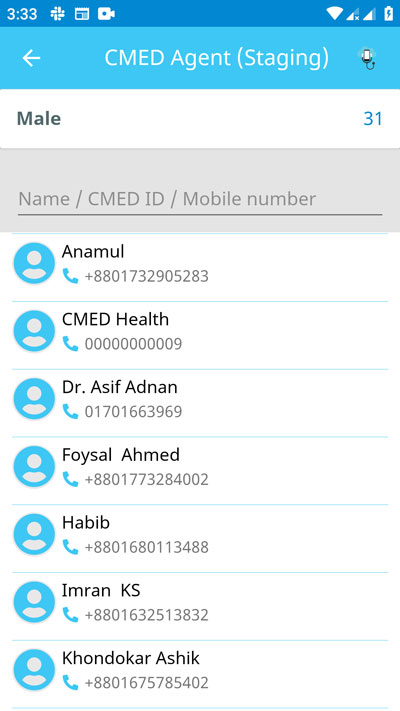 3:33
CMED Agent (Staging)
Male 31
Name / CMED ID / Mobile number
Anamul
+8801732905283
CMED Health
00000000009
Dr. Asif Adnan
01701663969
Foysal  Ahmed
+8801773284002
Habib
+8801680113488
Imran  KS
+8801632513832
Khondokar Ashik
+8801675785402